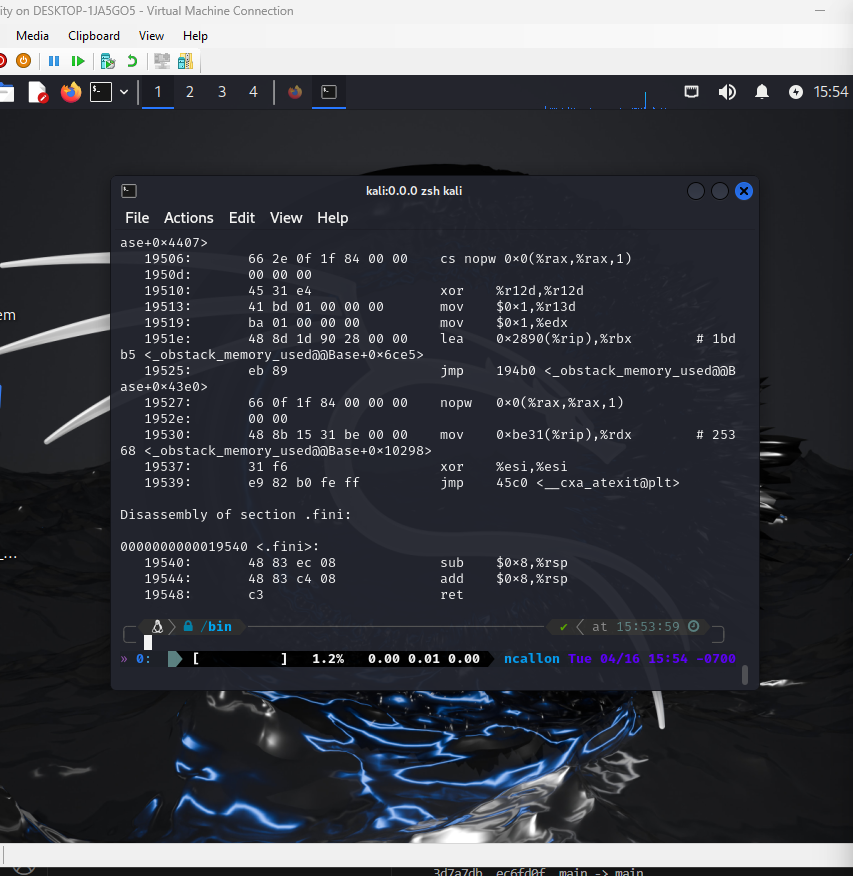 ity on DESKTOP-1JA5GO5 - Virtual Machine Connection
Media Clipboard View Help
1 2 3 4 15:54
kali:0.0.0 zsh kali
File Actions Edit View Help
ase+0×4407>
19506: 66 2e 0f 1f 84 00 00 cs nopw 0×0(%rax,%rax,1)
1950d: 00 00 00
19510: 45 31 e4 xor %r12d,%r12d
19513: 41 bd 01 00 00 00 mov $0×1,%r13d
19519: ba 01 00 00 00 mov $0×1,%edx
1951e: 48 8d 1d 90 28 00 00 lea 0×2890(%rip),%rbx # 1bd
b5 <_obstack_memory_used@@Base+0×6ce5>
19525: eb 89 jmp 194b0 <_obstack_memory_used@@B
ase+0×43e0>
19527: 66 0f 1f 84 00 00 00 nopw 0×0(%rax,%rax,1)
1952e: 00 00
19530: 48 8b 15 31 be 00 00 mov 0×be31(%rip),%rdx # 253
68 <_obstack_memory_used@@Base+0×10298>
19537: 31 f6 xor %esi,%esi
19539: e9 82 b0 fe ff jmp 45c0 <__cxa_atexit@plt>
Disassembly of section .fini:
0000000000019540 <.fini>:
19540: 48 83 ec 08 sub $0×8,%rsp
19544: 48 83 c4 08 add $0×8,%rsp
19548: c3 ret
/bin ✔ at 15:53:59
» 0: [ ] 1.2% 0.00 0.01 0.00 ncallon Tue 04/16 15:54 -0700
em
...
3d7a7db..ec6fd0f main -> main